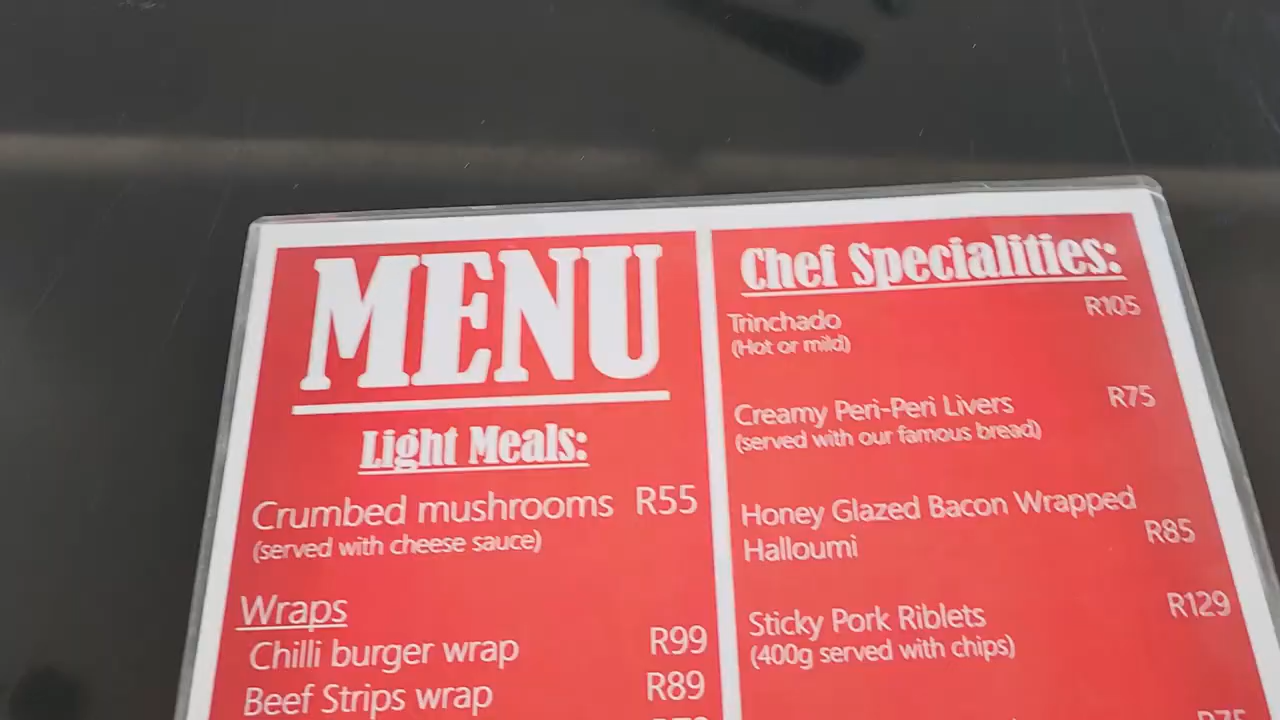 MENU
Light Meals:
Crumbed mushrooms R55
(served with cheese sauce)
Wraps
Chilli burger wrap R99
Beef Strips wrap R89
Chef Specialities:
Trinchado R105
(Hot or mild)
Creamy Peri-Peri Livers R75
(served with our famous bread)
Honey Glazed Bacon Wrapped
Halloumi R85
Sticky Pork Riblets R129
(400g served with chips)
R75